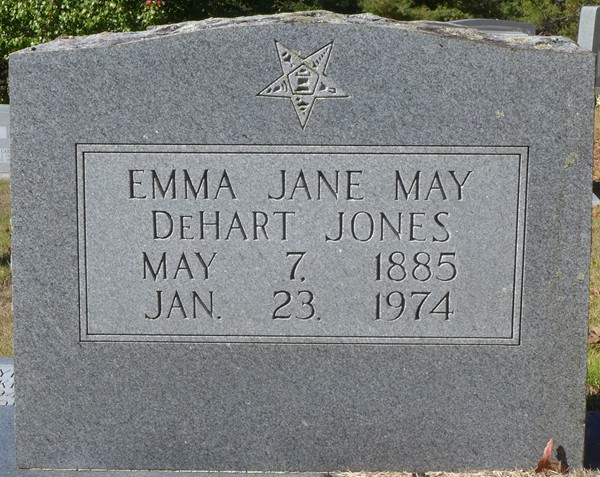 EMMA JANE MAY
DEHART JONES
MAY 7, 1885
JAN. 23. 1974